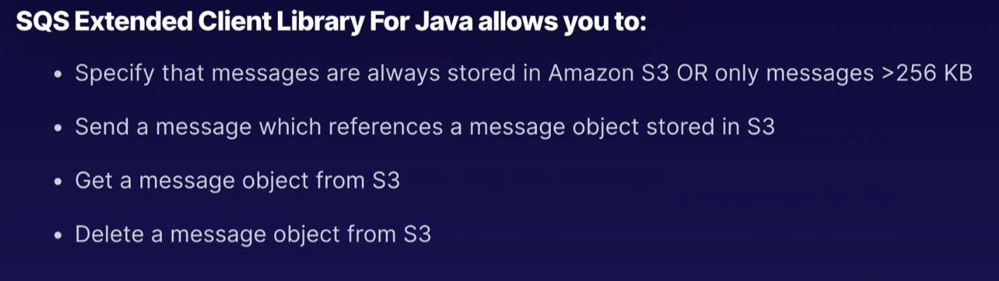 SQS Extended Client Library For Java allows you to:
• Specify that messages are always stored in Amazon S3 OR only messages >256 KB
• Send a message which references a message object stored in S3
• Get a message object from S3
• Delete a message object from S3